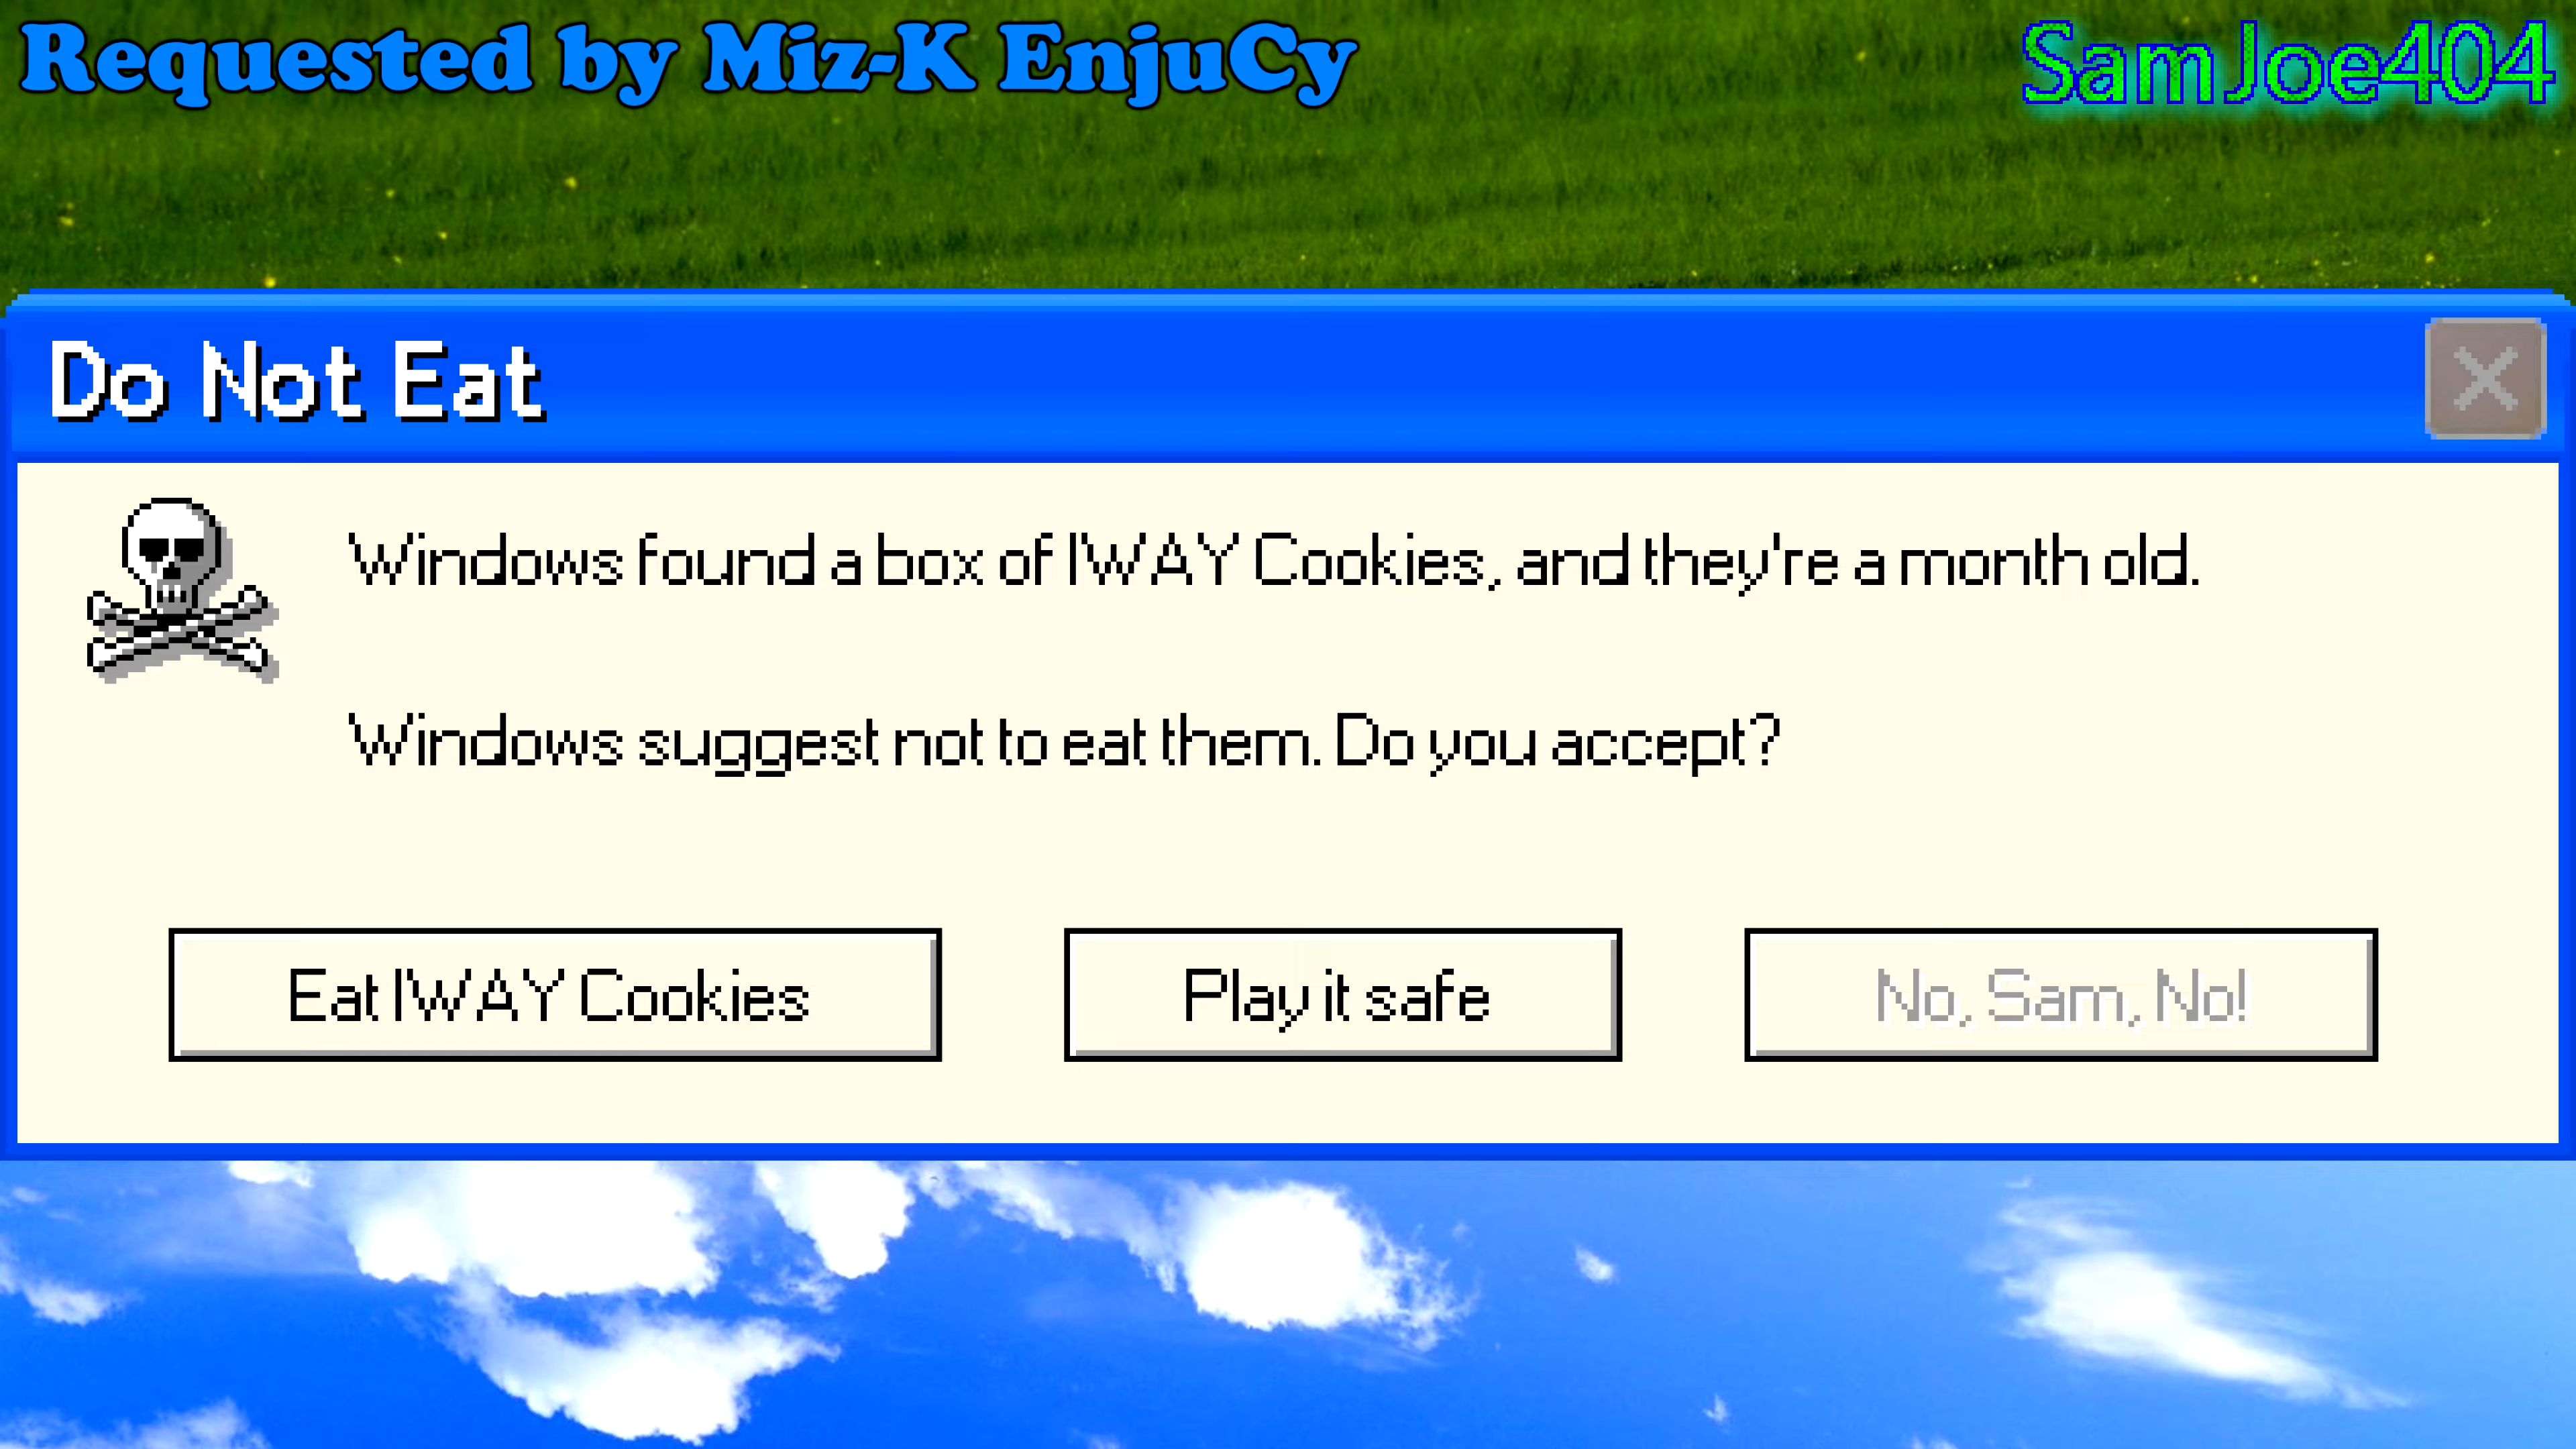 Requested by Miz-K EnjuCy
SamJoe404
Do Not Eat
Windows found a box of IWAY Cookies, and they're a month old.
Windows suggest not to eat them. Do you accept?
Eat IWAY Cookies
Play it safe
No, Sam, No!